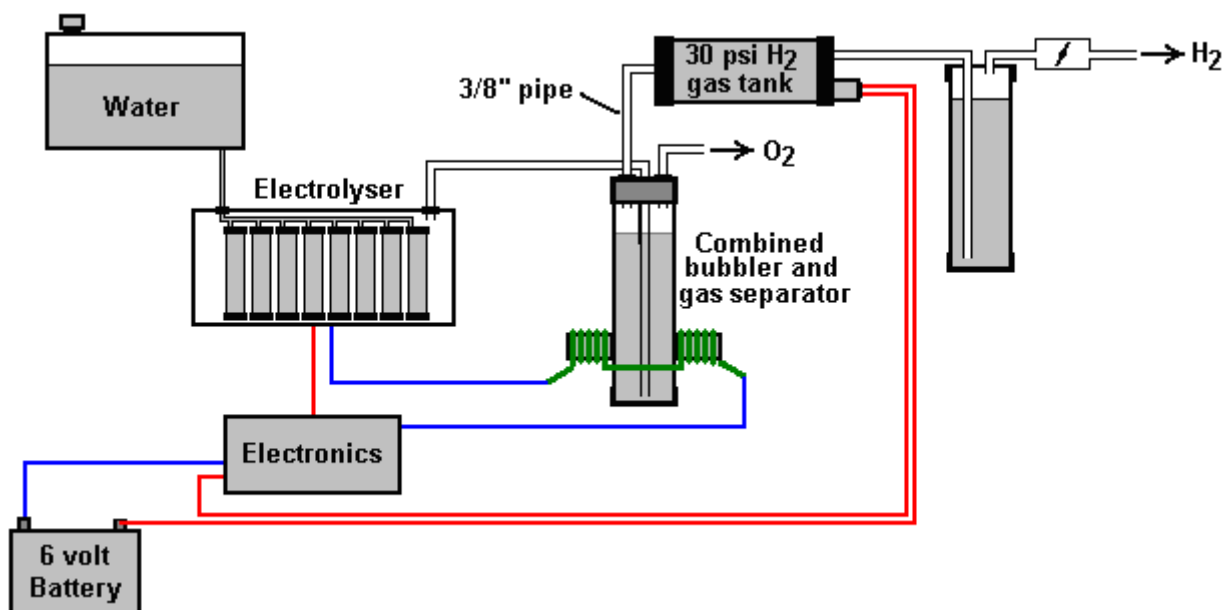 30 psi H2
gas tank
H2
3/8" pipe
Water
O2
Electrolyser
Combined
bubbler and
gas separator
Electronics
6 volt
Battery